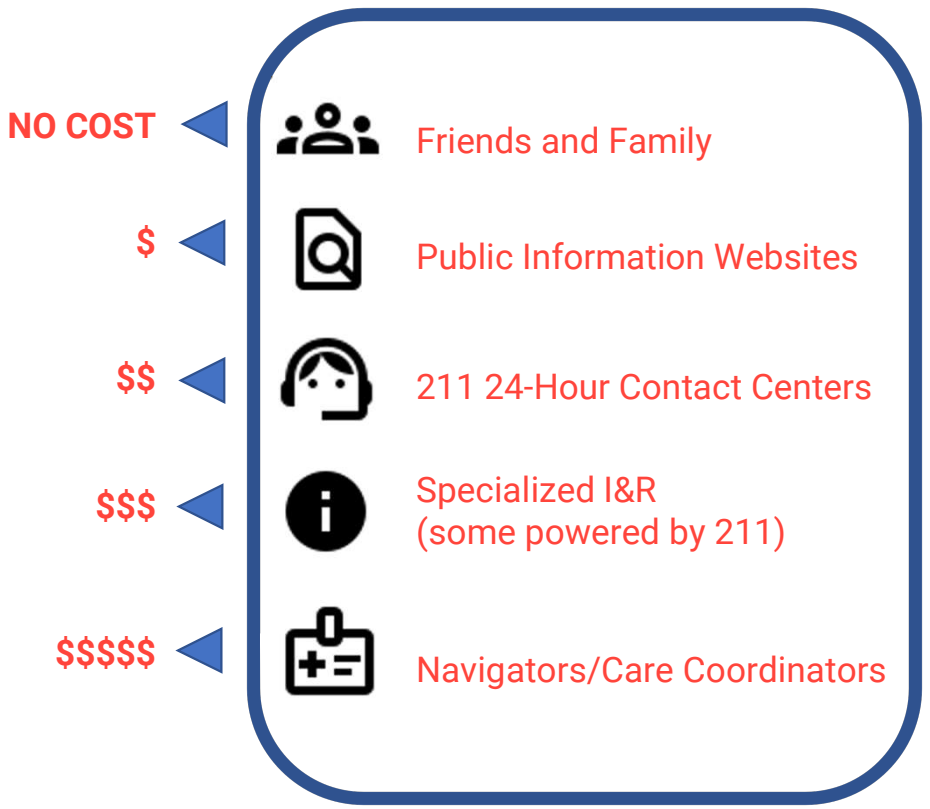 NO COST
Friends and Family
$
Public Information Websites
$$
211 24-Hour Contact Centers
$$$
Specialized I&R
(some powered by 211)
$$$$$
Navigators/Care Coordinators